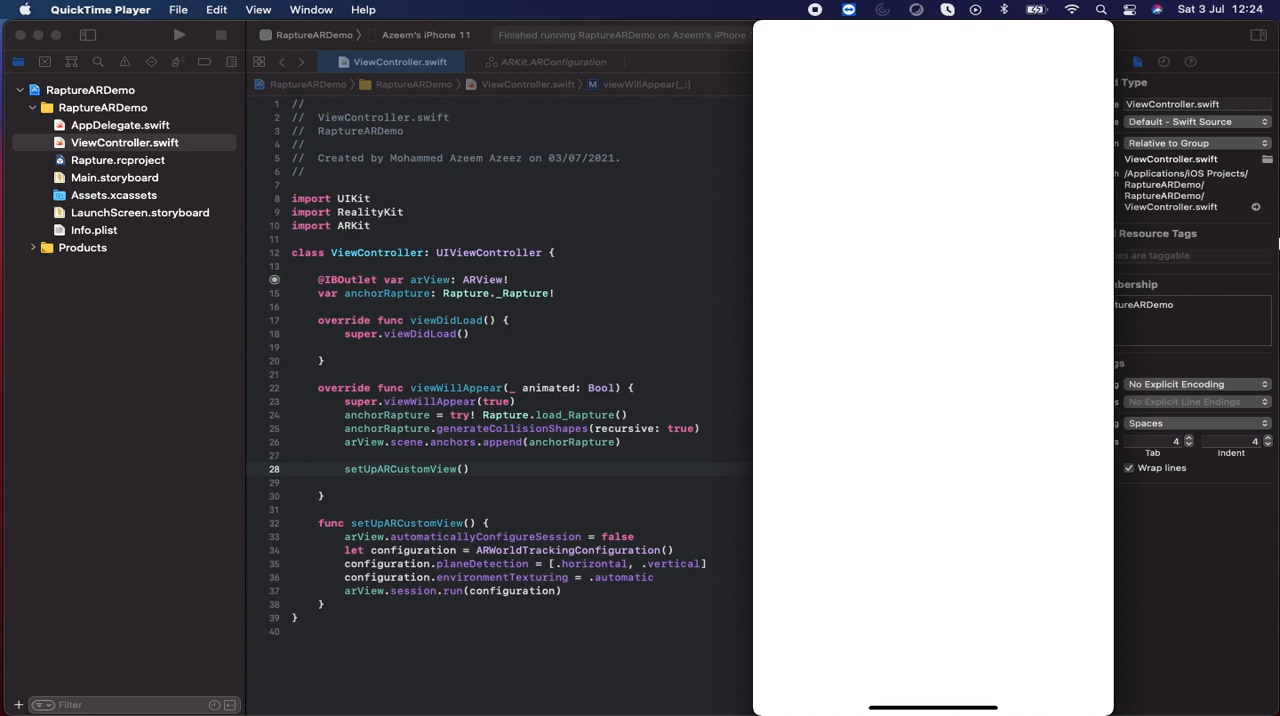 QuickTime Player File Edit View Window Help Sat 3 Jul 12:24
RaptureARDemo Azeem's iPhone 11 Finished running RaptureARDemo on Azeem's iPhone
ViewController.swift ARKit.ARConfiguration
RaptureARDemo RaptureARDemo ViewController.swift M viewWillAppear(_:)
RaptureARDemo
RaptureARDemo
AppDelegate.swift
ViewController.swift
Rapture.rcproject
Main.storyboard
Assets.xcassets
LaunchScreen.storyboard
Info.plist
Products
Filter
1 //
2 // ViewController.swift
3 // RaptureARDemo
4 //
5 // Created by Mohammed Azeem Azeez on 03/07/2021.
6 //
7
8 import UIKit
9 import RealityKit
10 import ARKit
11
12 class ViewController: UIViewController {
13
@IBOutlet var arView: ARView!
15 var anchorRapture: Rapture._Rapture!
16
17 override func viewDidLoad() {
18 super.viewDidLoad()
19
20 }
21
22 override func viewWillAppear(_ animated: Bool) {
23 super.viewWillAppear(true)
24 anchorRapture = try! Rapture.load_Rapture()
25 anchorRapture.generateCollisionShapes(recursive: true)
26 arView.scene.anchors.append(anchorRapture)
27
28 setUpARCustomView()
29
30 }
31
32 func setUpARCustomView() {
33 arView.automaticallyConfigureSession = false
34 let configuration = ARWorldTrackingConfiguration()
35 configuration.planeDetection = [.horizontal, .vertical]
36 configuration.environmentTexturing = .automatic
37 arView.session.run(configuration)
38 }
39 }
40
d Type
e ViewController.swift
e Default - Swift Source
n Relative to Group
ViewController.swift
h /Applications/iOS Projects/
RaptureARDemo/
RaptureARDemo/
ViewController.swift
d Resource Tags
ces are taggable
bership
tureARDemo
gs
g No Explicit Encoding
s No Explicit Line Endings
g Spaces
s 4 4
Tab Indent
Wrap lines